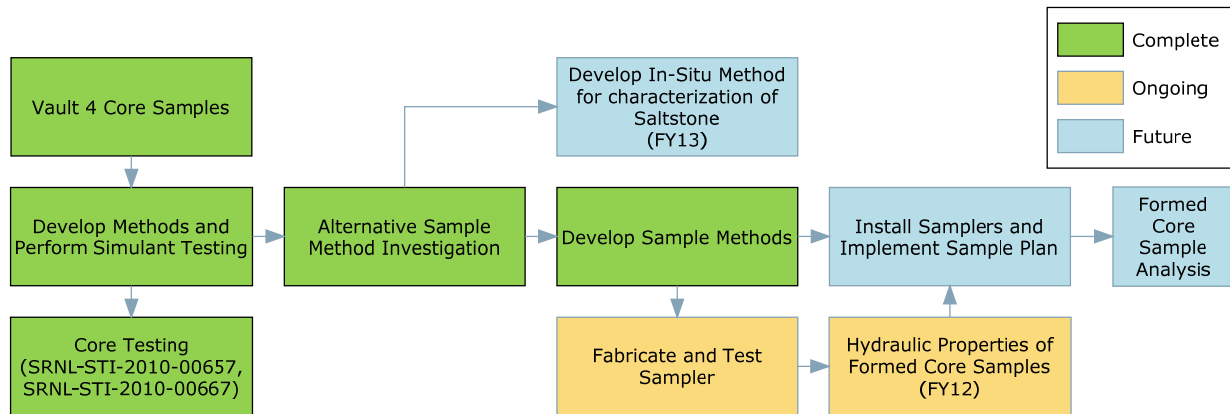 Vault 4 Core Samples
Develop In-Situ Method
for characterization of
Saltstone
(FY13)
Complete
Ongoing
Future
Develop Methods and
Perform Simulant Testing
Alternative Sample
Method Investigation
Develop Sample Methods
Install Samplers and
Implement Sample Plan
Formed
Core
Sample
Analysis
Core Testing
(SRNL-STI-2010-00657,
SRNL-STI-2010-00667)
Fabricate and Test
Sampler
Hydraulic Properties of
Formed Core Samples
(FY12)